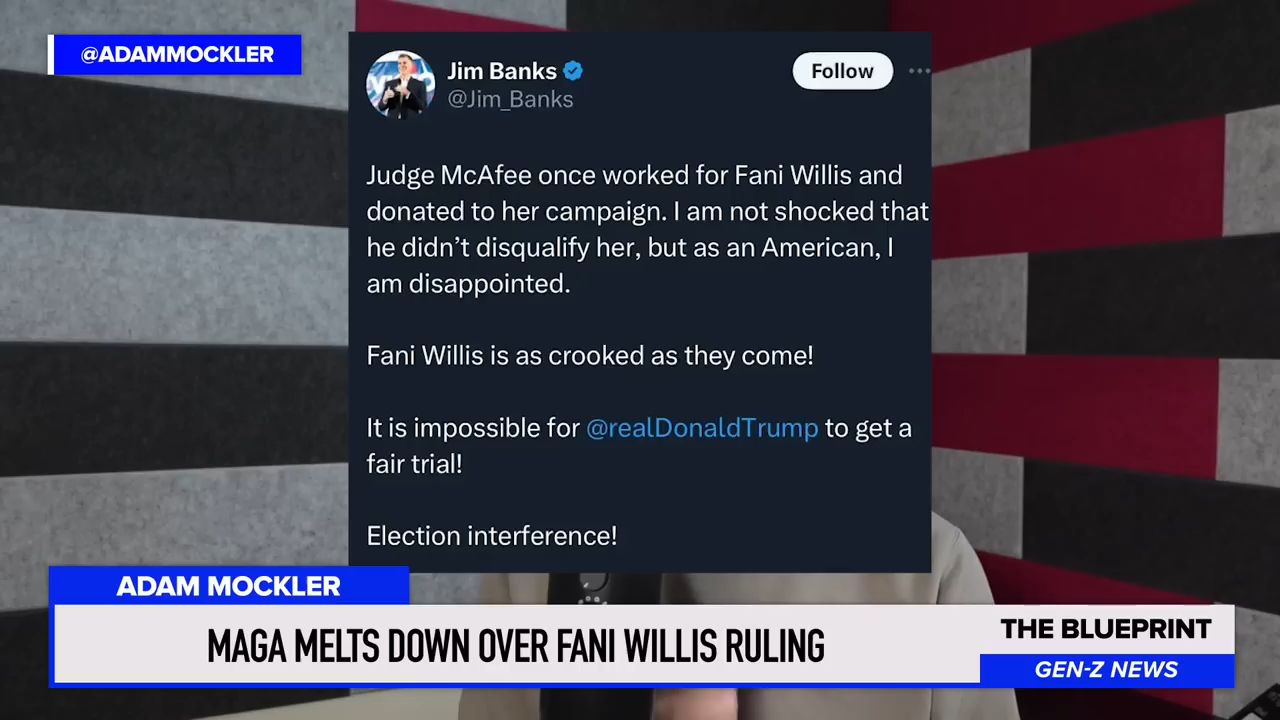 @ADAMMOCKLER
Jim Banks
Follow
@Jim_Banks
Judge McAfee once worked for Fani Willis and
donated to her campaign. I am not shocked that
he didn’t disqualify her, but as an American, I
am disappointed.
Fani Willis is as crooked as they come!
It is impossible for @realDonaldTrump to get a
fair trial!
Election interference!
ADAM MOCKLER
MAGA MELTS DOWN OVER FANI WILLIS RULING
THE BLUEPRINT
GEN-Z NEWS